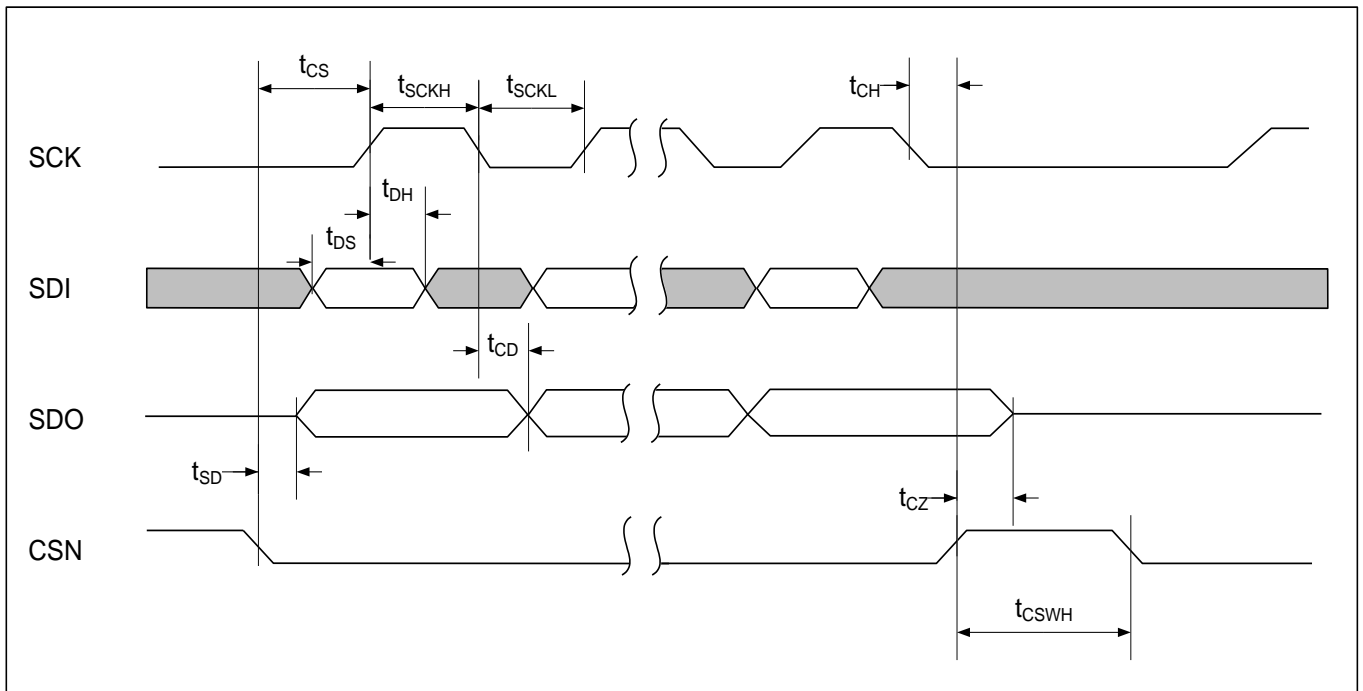 tCS
tSCKH
tSCKL
tCH
SCK
tDH
tDS
SDI
tCD
SDO
tSD
tCZ
CSN
tCSWH